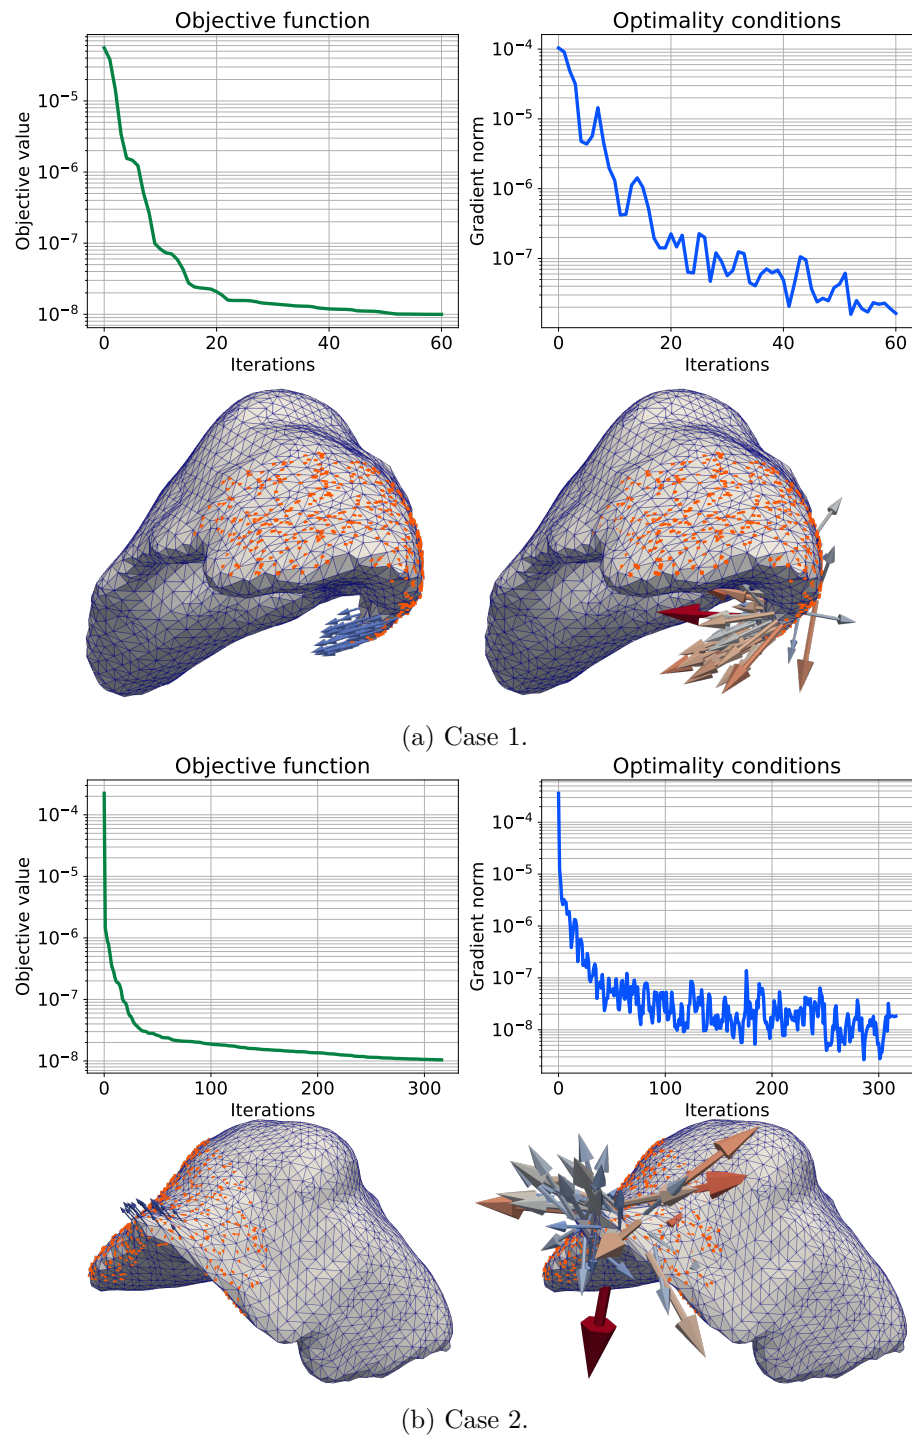 Objective function
Optimality conditions
Objective value
10⁻⁵
10⁻⁶
10⁻⁷
10⁻⁸
0 20 40 60
Iterations
Gradient norm
10⁻⁴
10⁻⁵
10⁻⁶
10⁻⁷
0 20 40 60
Iterations
(a) Case 1.
Objective function
Optimality conditions
Objective value
10⁻⁴
10⁻⁵
10⁻⁶
10⁻⁷
10⁻⁸
0 100 200 300
Iterations
Gradient norm
10⁻⁴
10⁻⁵
10⁻⁶
10⁻⁷
10⁻⁸
0 100 200 300
Iterations
(b) Case 2.